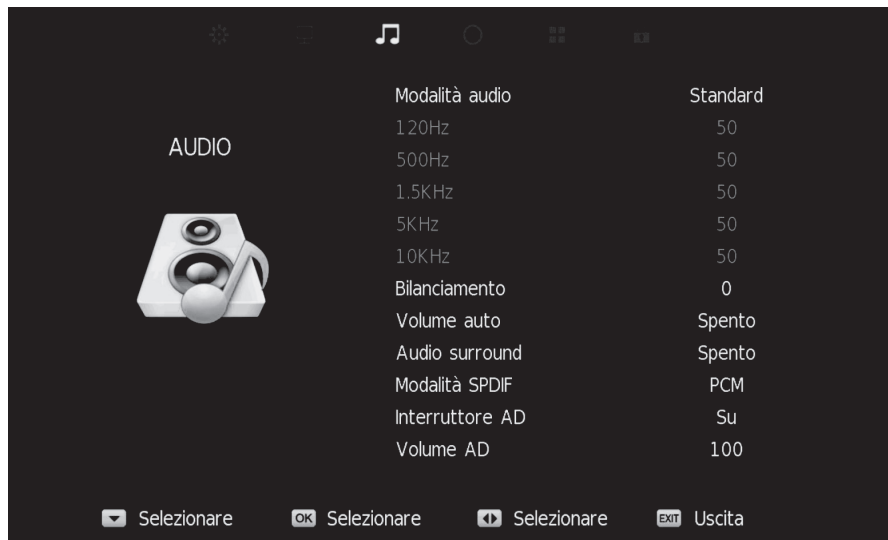 AUDIO
Modalità audio Standard
120Hz 50
500Hz 50
1.5KHz 50
5KHz 50
10KHz 50
Bilanciamento 0
Volume auto Spento
Audio surround Spento
Modalità SPDIF PCM
Interruttore AD Su
Volume AD 100
Selezionare OK Selezionare Selezionare EXIT Uscita